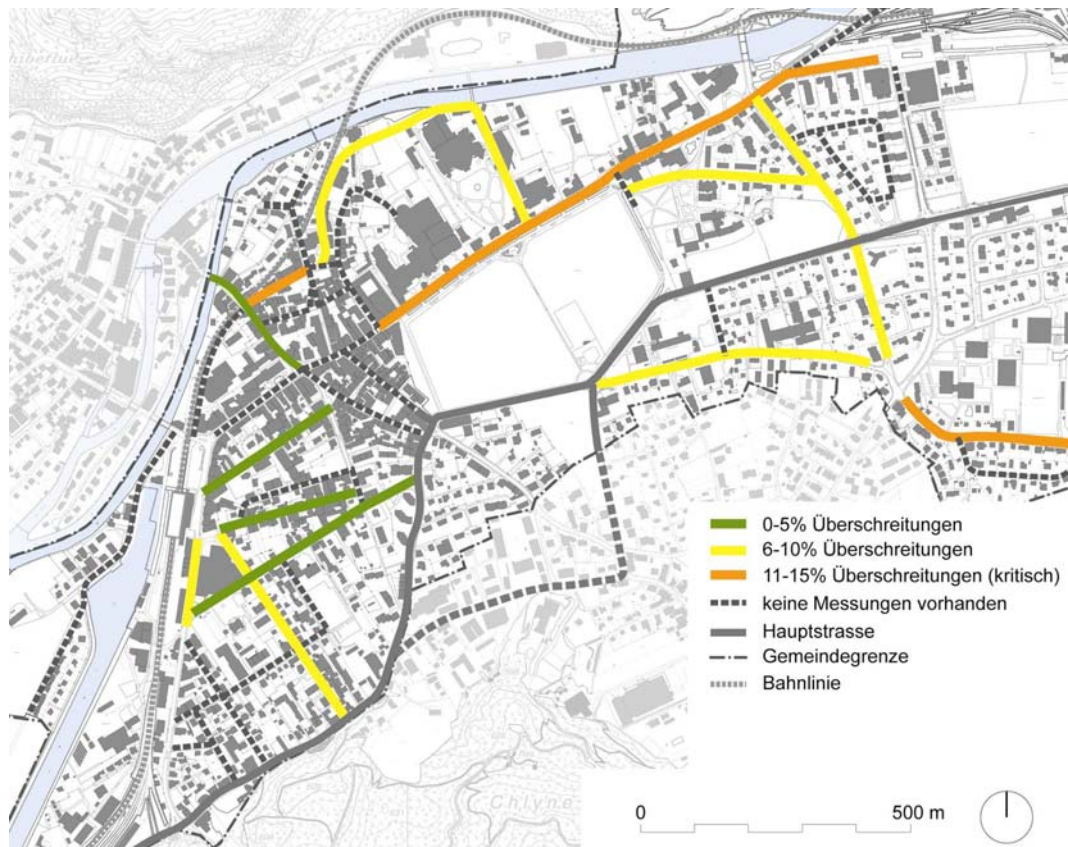 0-5% Überschreitungen
6-10% Überschreitungen
11-15% Überschreitungen (kritisch)
keine Messungen vorhanden
Hauptstrasse
Gemeindegrenze
Bahnlinie
Chlyne
0
500 m